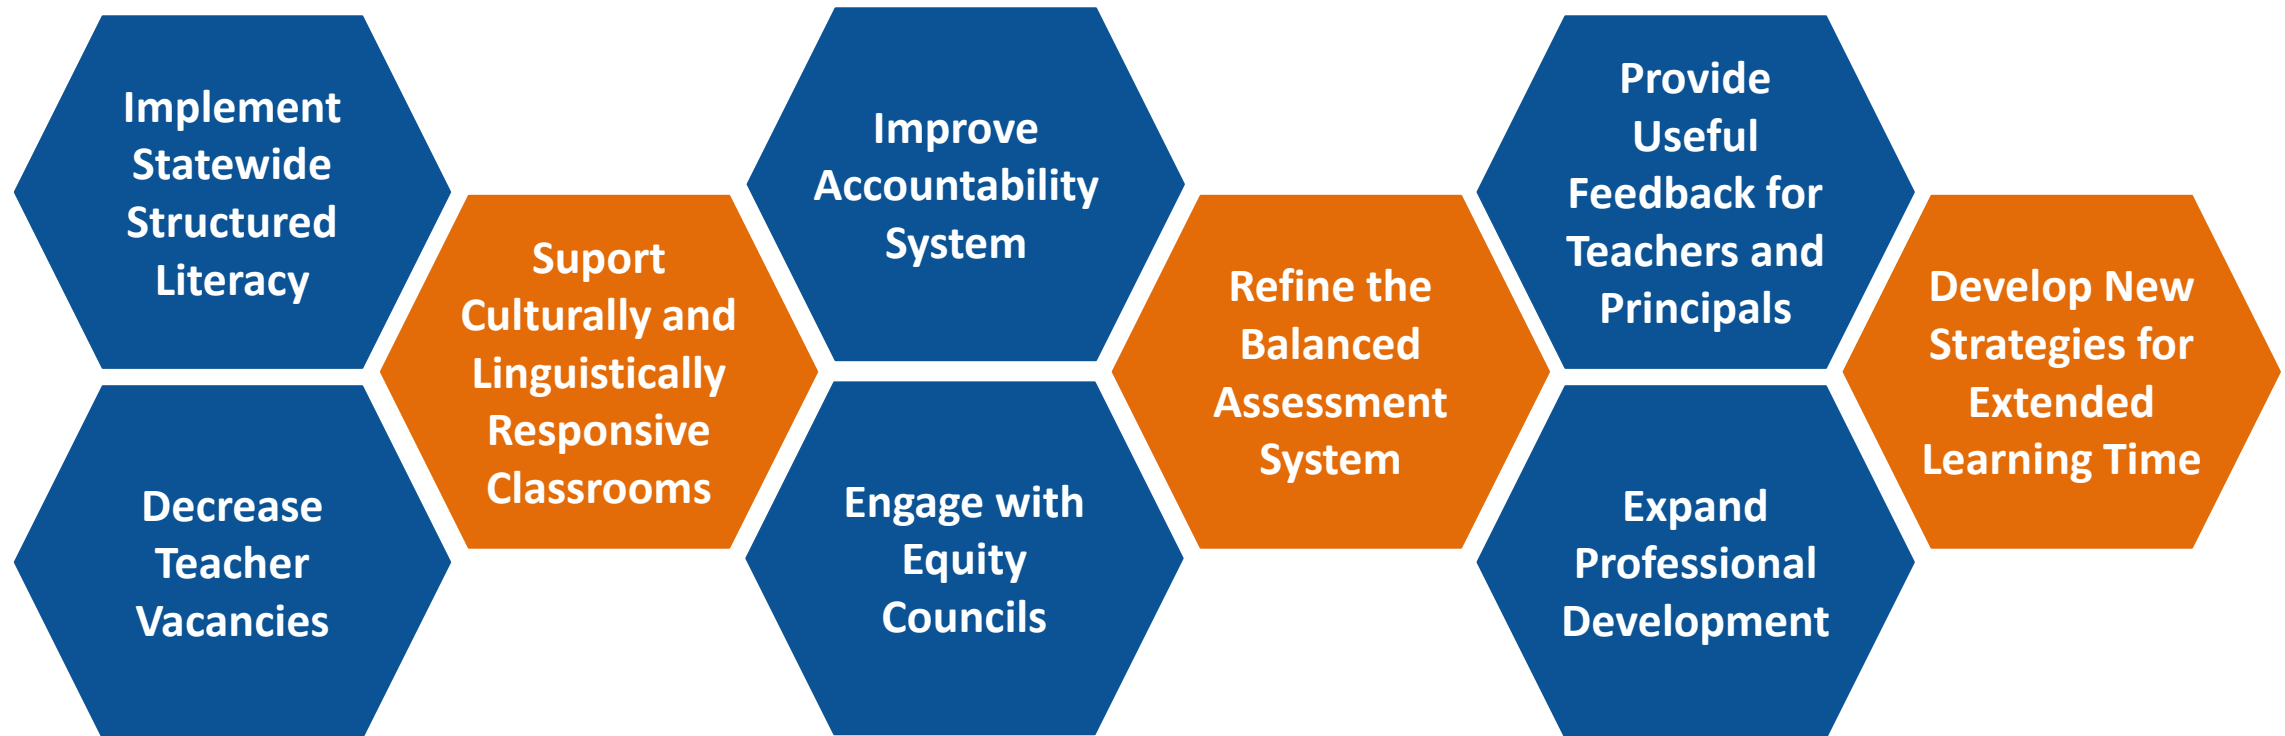 Implement
Statewide
Structured
Literacy
Decrease
Teacher
Vacancies
Suport
Culturally and
Linguistically
Responsive
Classrooms
Improve
Accountability
System
Engage with
Equity
Councils
Refine the
Balanced
Assessment
System
Provide
Useful
Feedback for
Teachers and
Principals
Expand
Professional
Development
Develop New
Strategies for
Extended
Learning Time